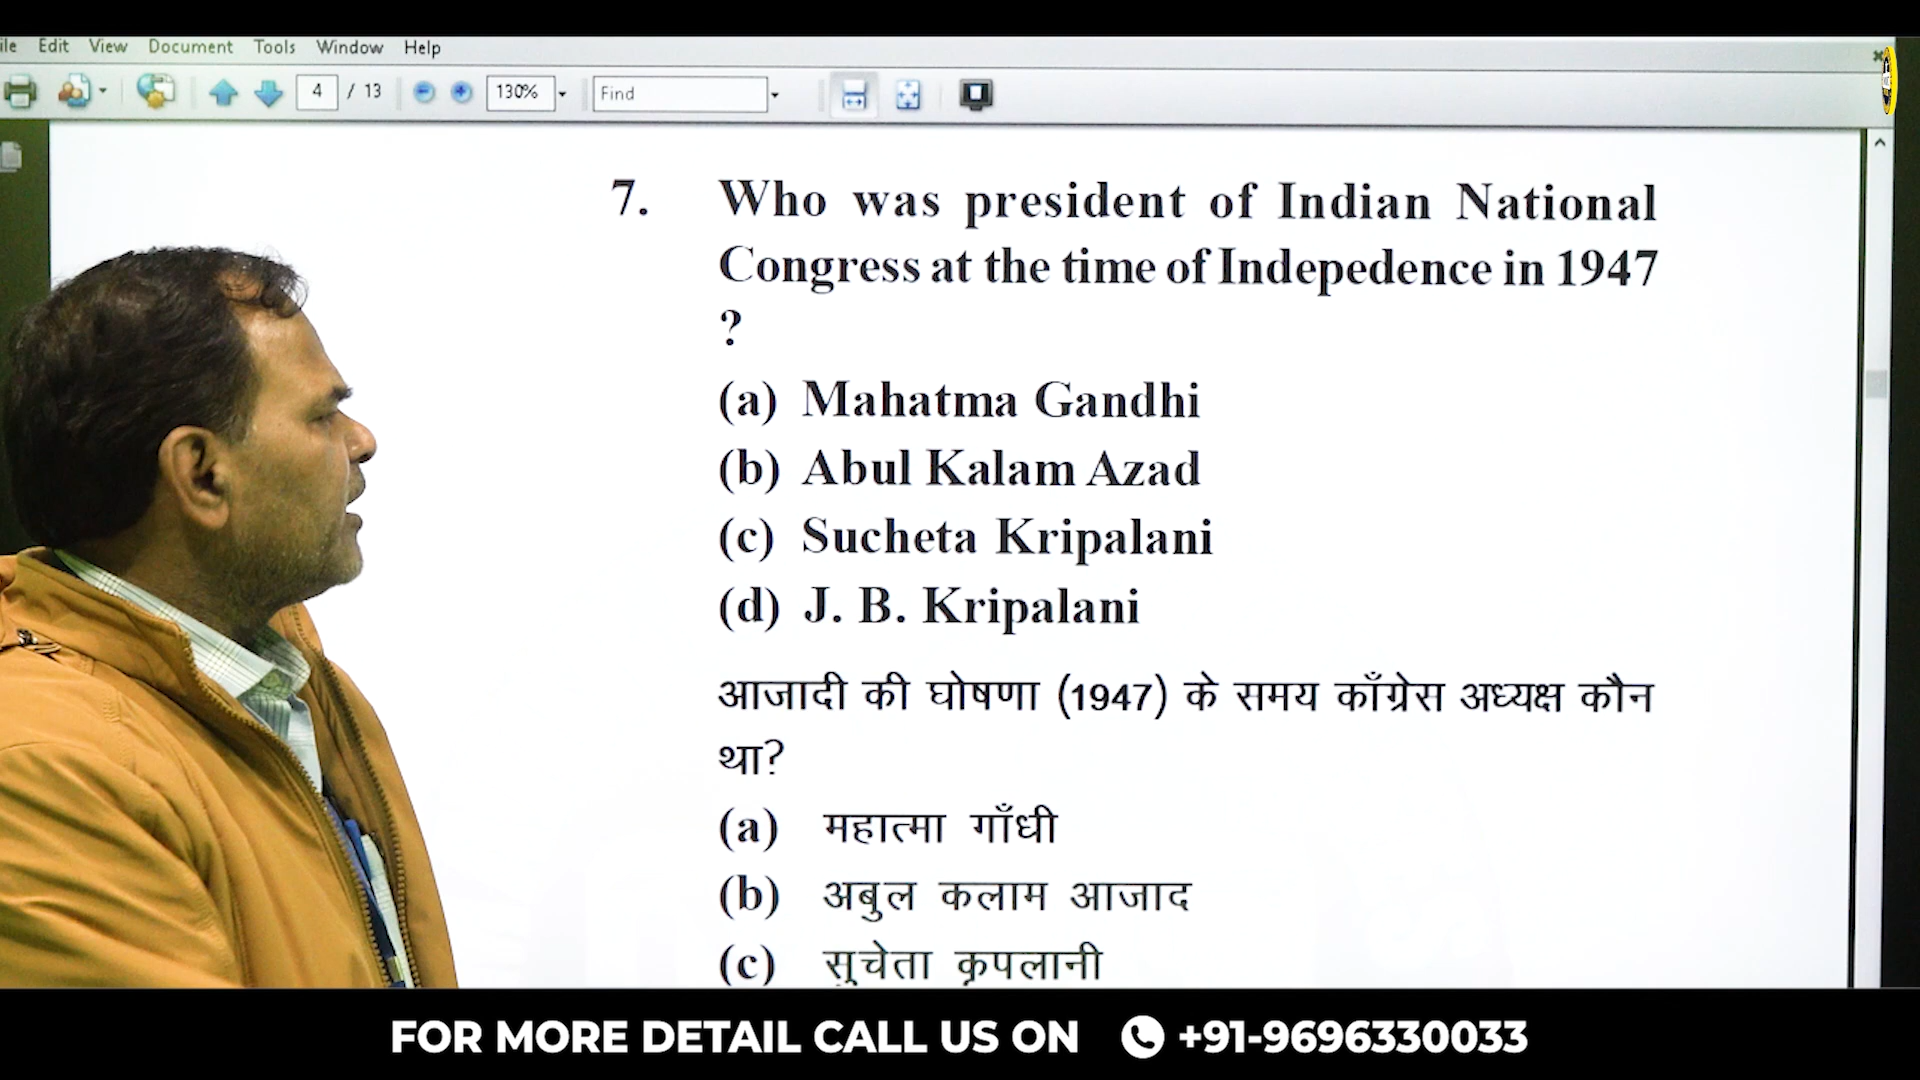 ile Edit View Document Tools Window Help
4 / 13 130% Find
7. Who was president of Indian National
Congress at the time of Indepedence in 1947
?
(a) Mahatma Gandhi
(b) Abul Kalam Azad
(c) Sucheta Kripalani
(d) J. B. Kripalani
आजादी की घोषणा (1947) के समय काँग्रेस अध्यक्ष कौन
था?
(a) महात्मा गाँधी
(b) अबुल कलाम आजाद
(c) सुचेता कृपलानी
FOR MORE DETAIL CALL US ON +91-9696330033